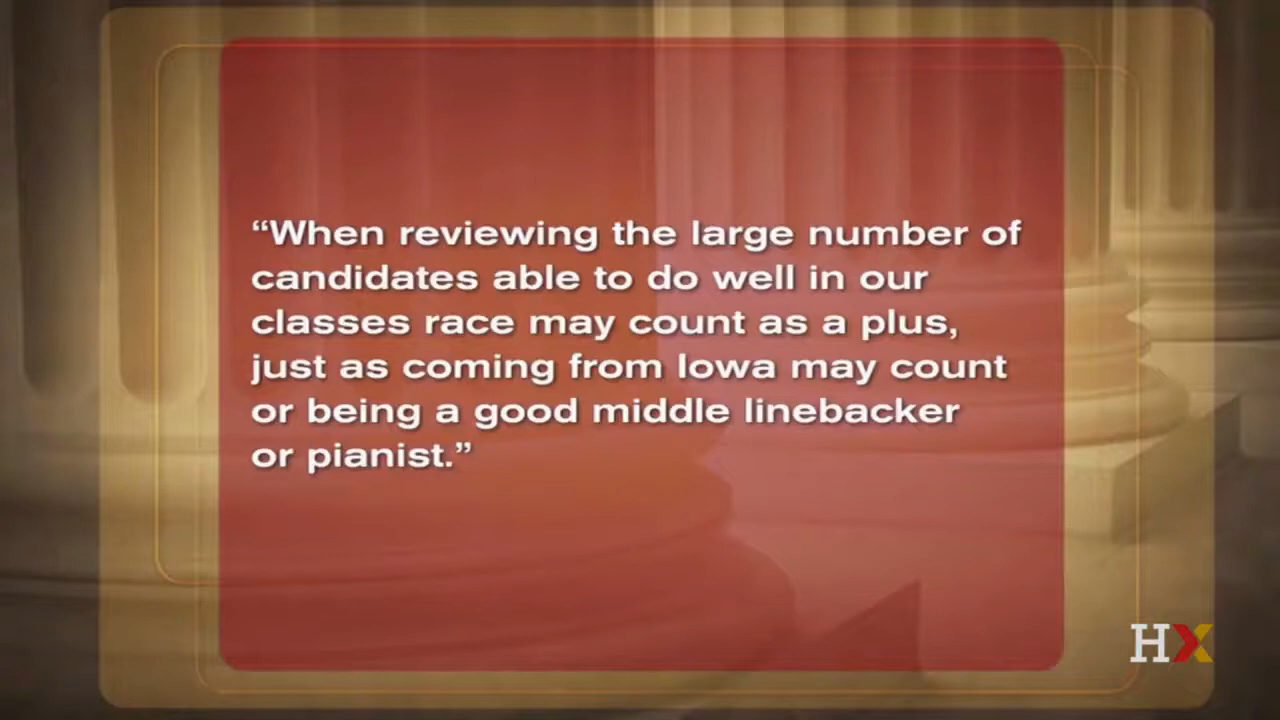 “When reviewing the large number of
candidates able to do well in our
classes race may count as a plus,
just as coming from Iowa may count
or being a good middle linebacker
or pianist.”
HX